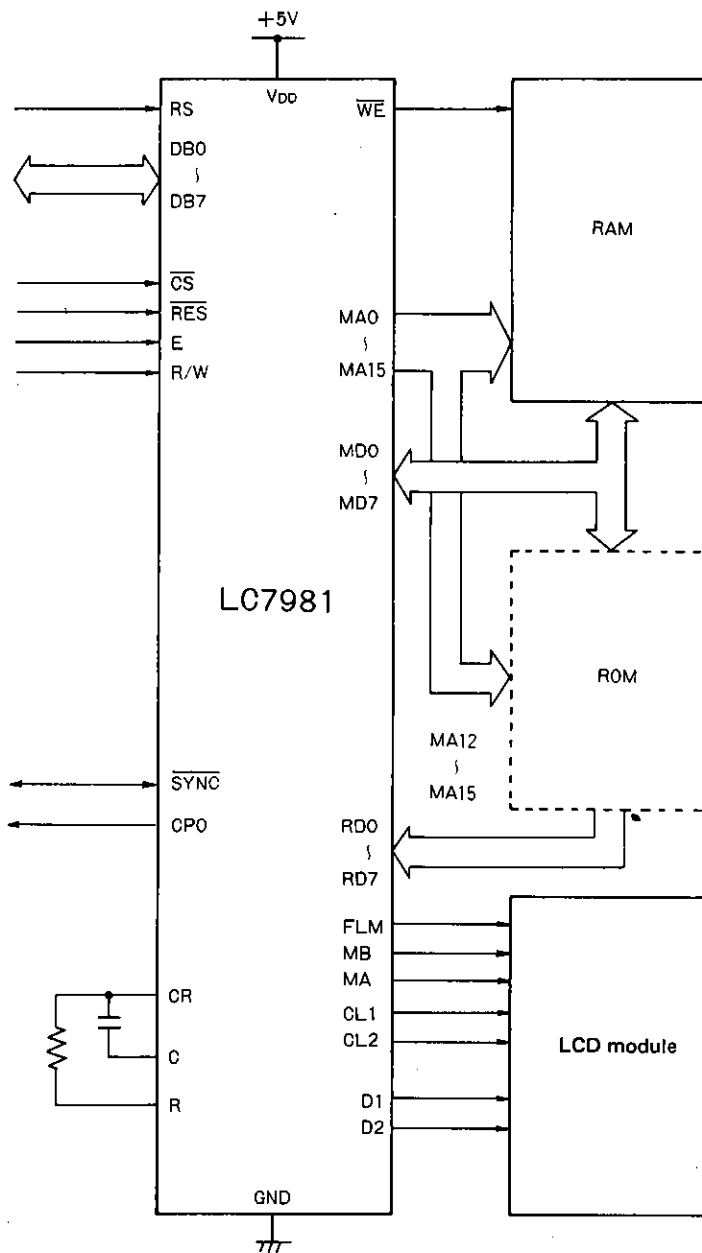 +5V
VDD
RS
DB0
~
DB7
CS
RES
E
R/W
SYNC
CPO
CR
C
R
GND
LC7981
WE
MA0
~
MA15
MD0
~
MD7
MA12
~
MA15
RD0
~
RD7
FLM
MB
MA
CL1
CL2
D1
D2
RAM
ROM
LCD module